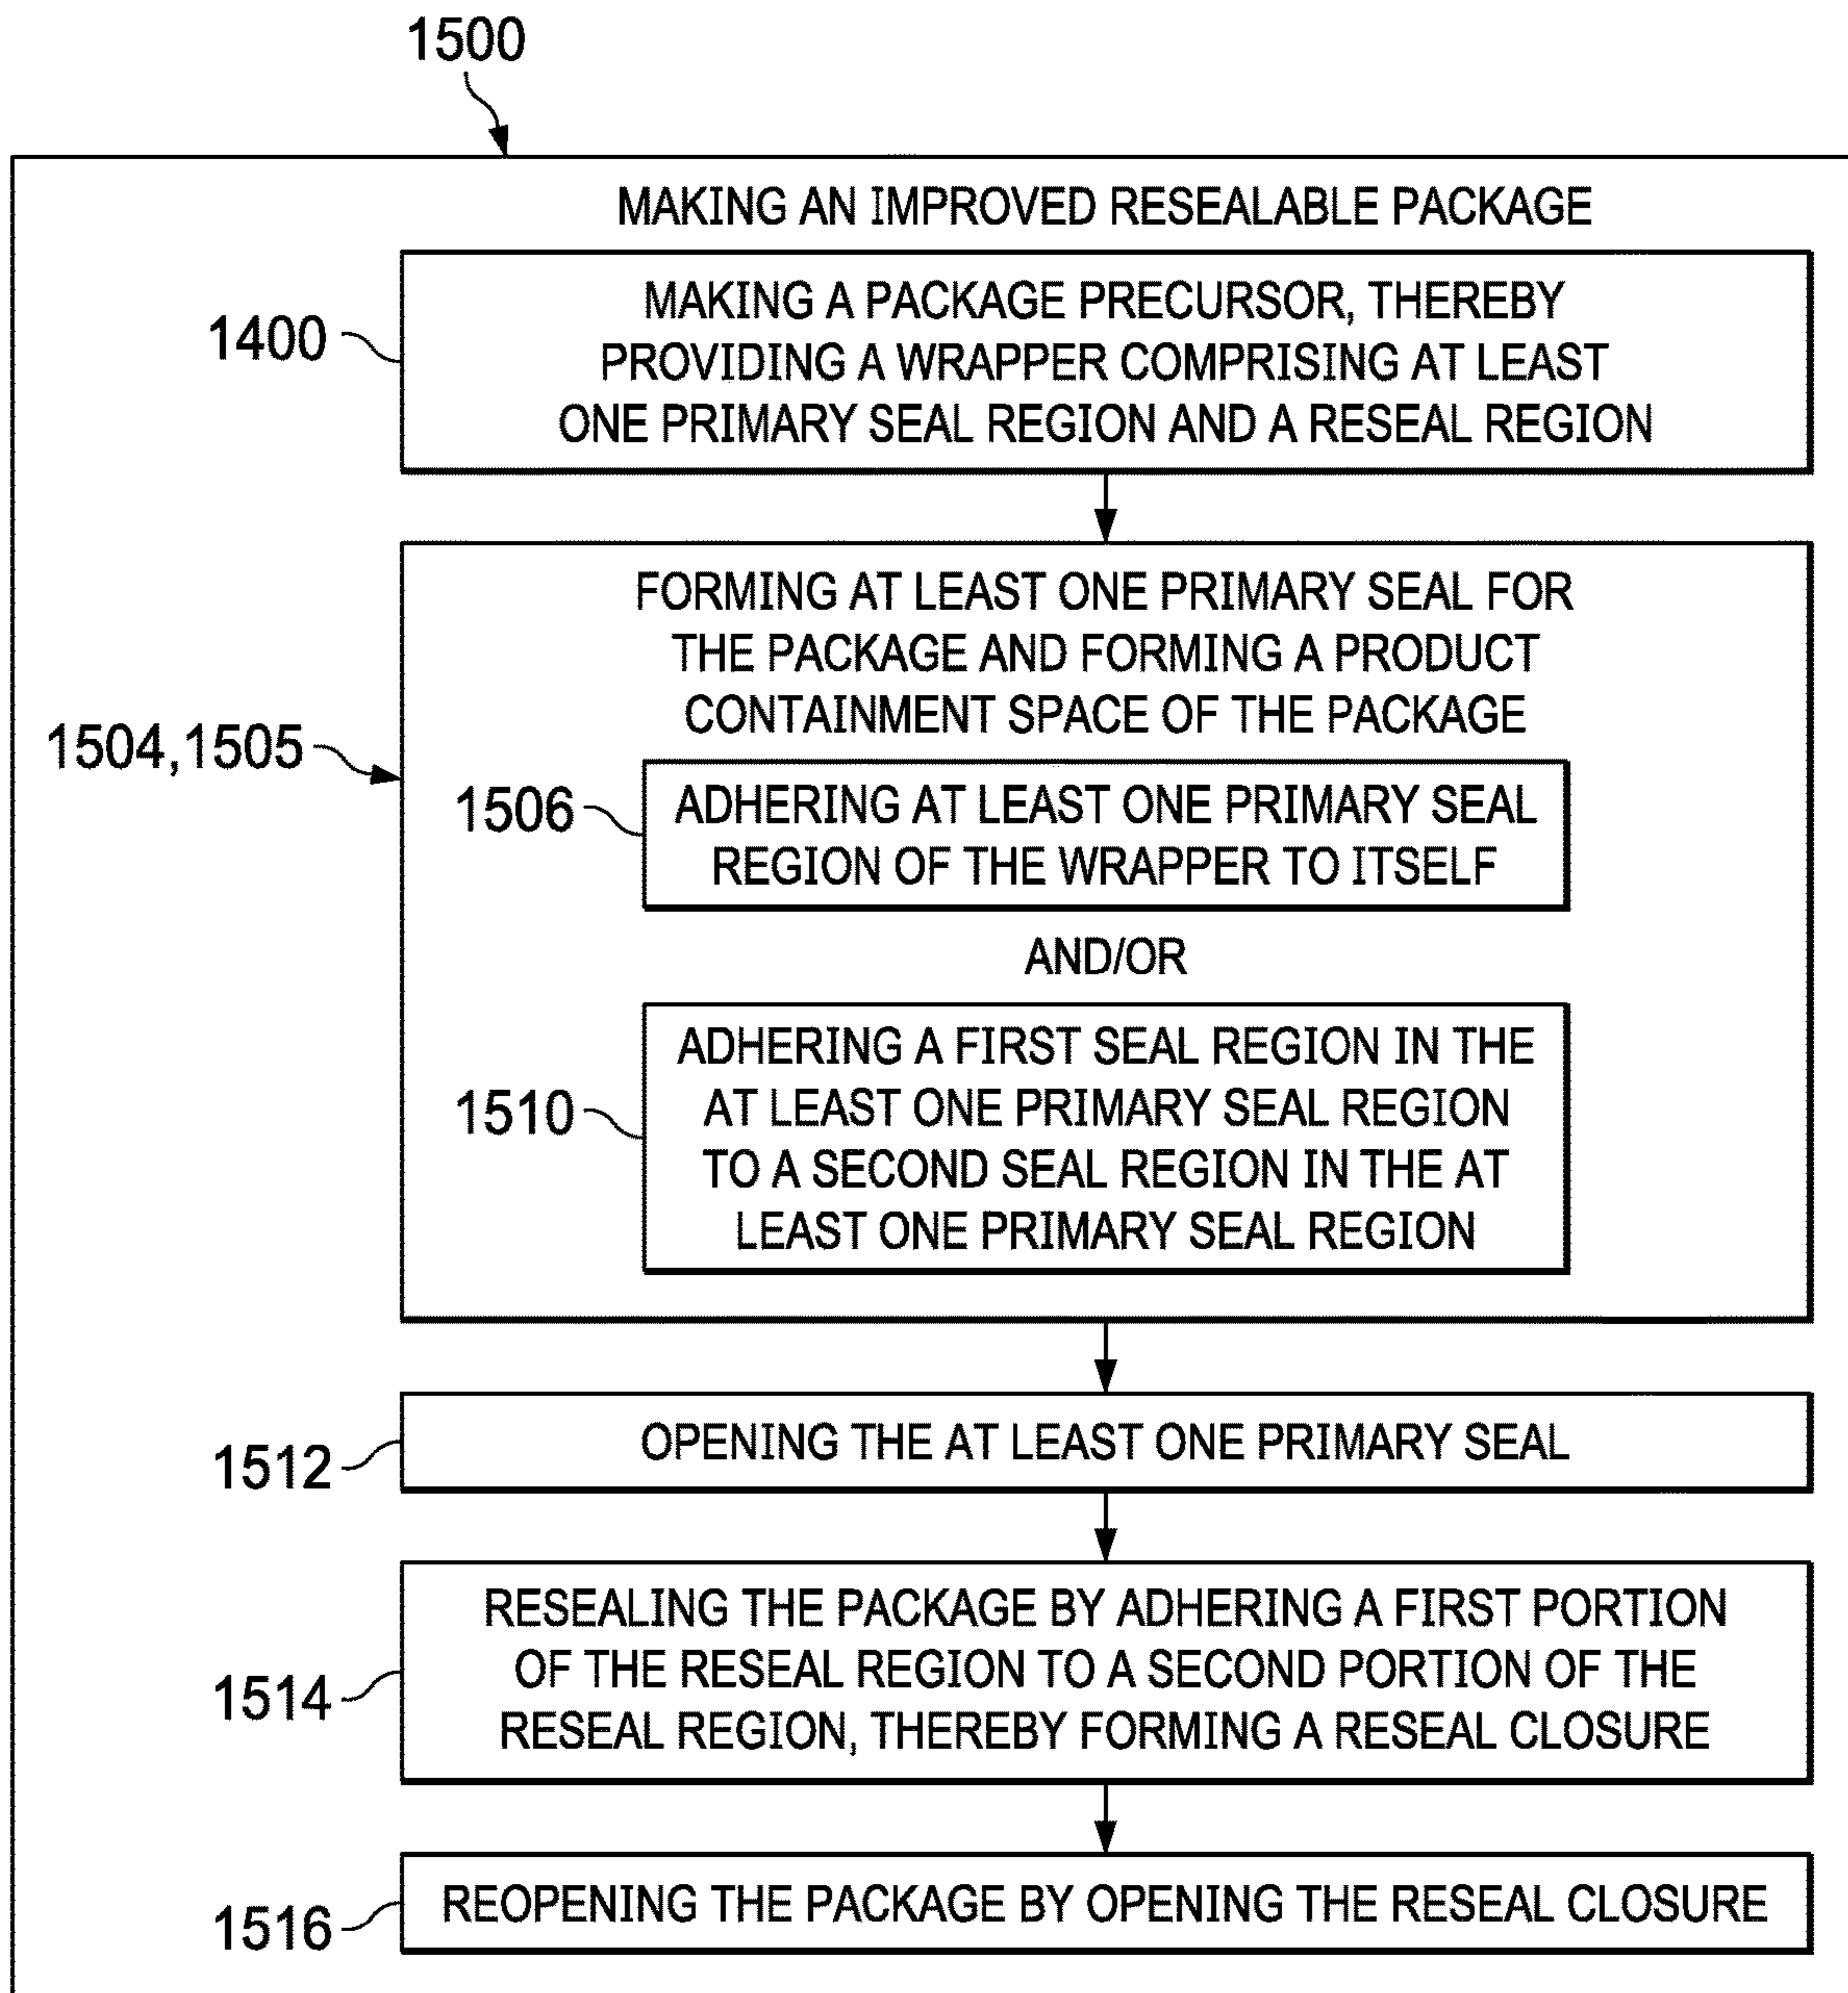 1500
MAKING AN IMPROVED RESEALABLE PACKAGE
1400
MAKING A PACKAGE PRECURSOR, THEREBY
PROVIDING A WRAPPER COMPRISING AT LEAST
ONE PRIMARY SEAL REGION AND A RESEAL REGION
1504,1505
FORMING AT LEAST ONE PRIMARY SEAL FOR
THE PACKAGE AND FORMING A PRODUCT
CONTAINMENT SPACE OF THE PACKAGE
1506
ADHERING AT LEAST ONE PRIMARY SEAL
REGION OF THE WRAPPER TO ITSELF
AND/OR
1510
ADHERING A FIRST SEAL REGION IN THE
AT LEAST ONE PRIMARY SEAL REGION
TO A SECOND SEAL REGION IN THE AT
LEAST ONE PRIMARY SEAL REGION
1512
OPENING THE AT LEAST ONE PRIMARY SEAL
1514
RESEALING THE PACKAGE BY ADHERING A FIRST PORTION
OF THE RESEAL REGION TO A SECOND PORTION OF THE
RESEAL REGION, THEREBY FORMING A RESEAL CLOSURE
1516
REOPENING THE PACKAGE BY OPENING THE RESEAL CLOSURE